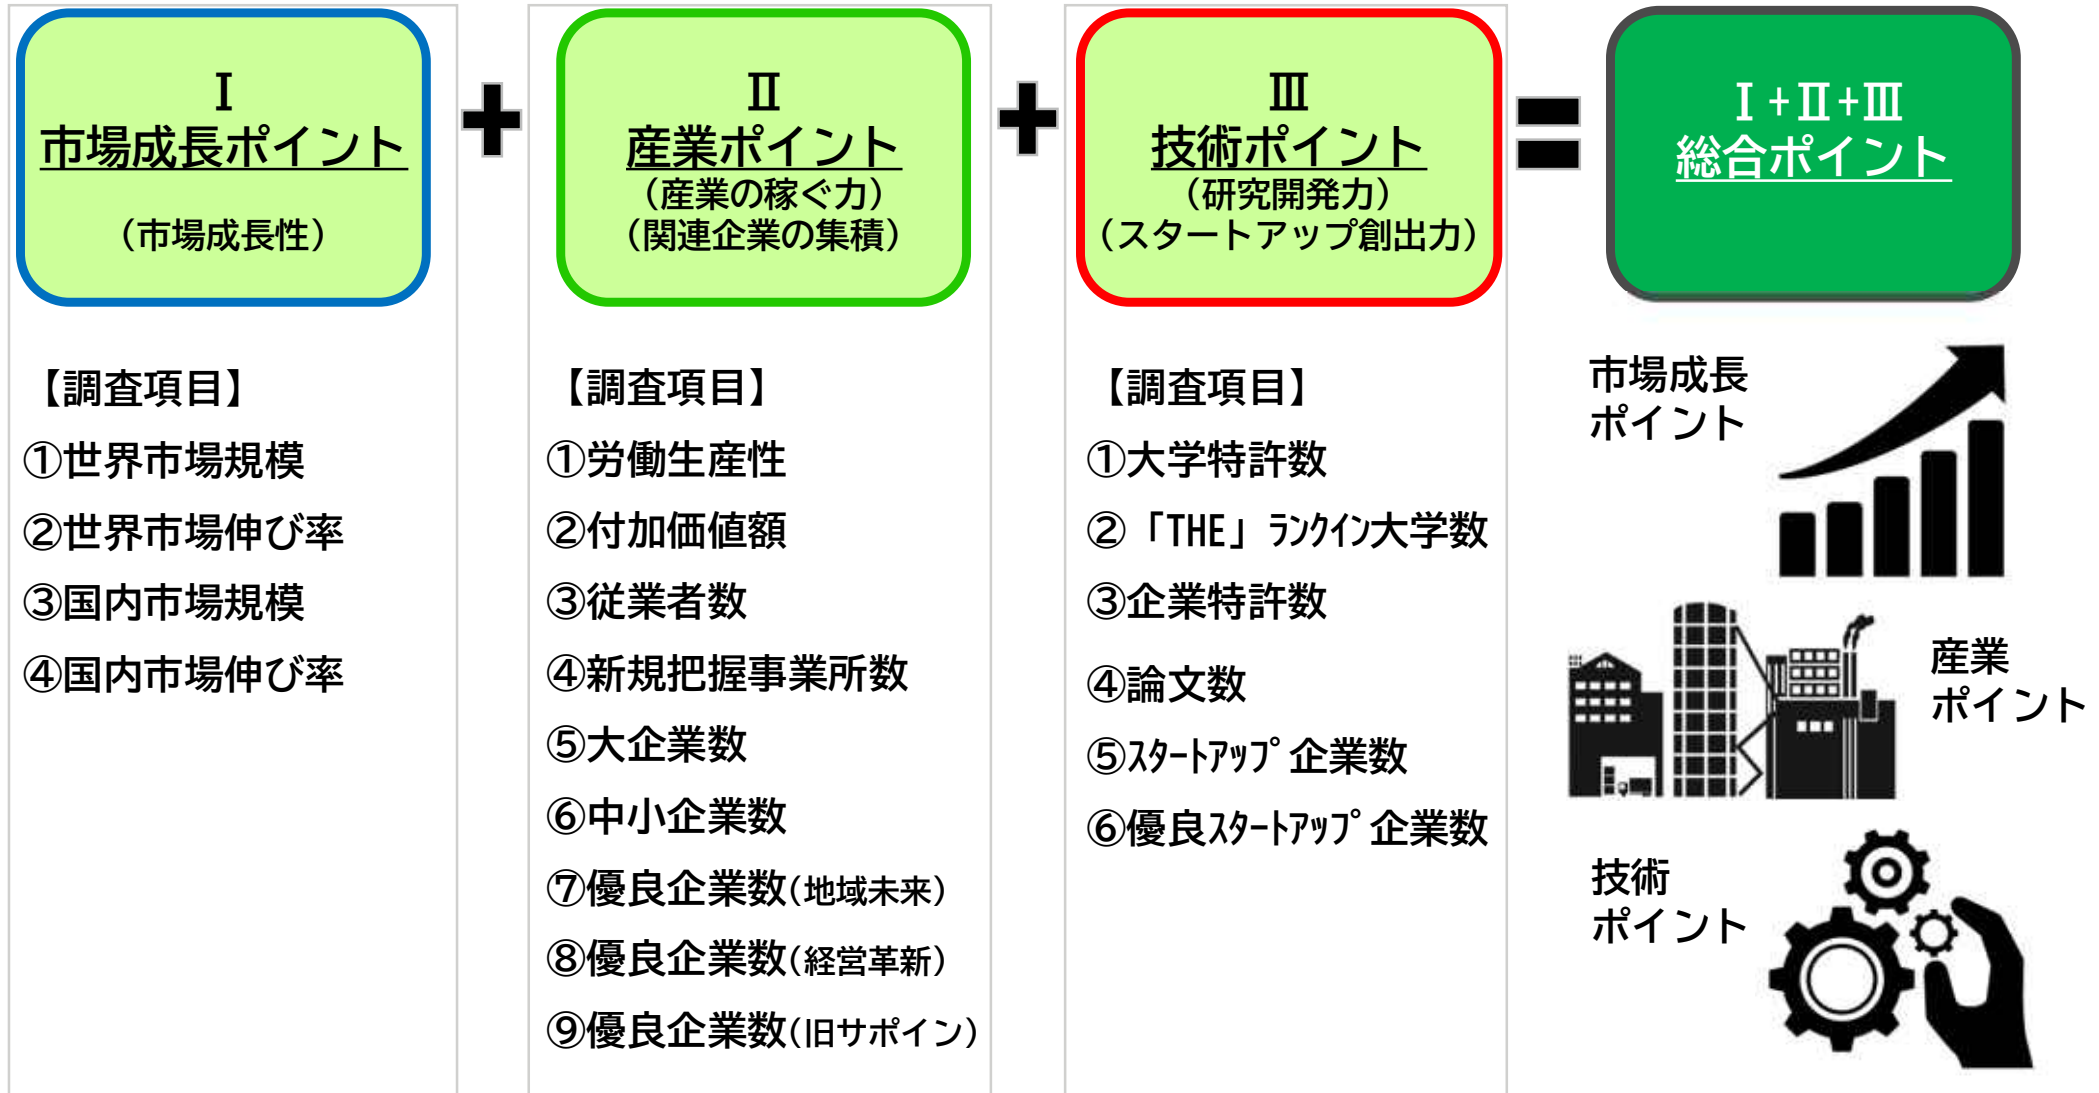 Ⅰ
市場成長ポイント
（市場成長性）
【調査項目】
①世界市場規模
②世界市場伸び率
③国内市場規模
④国内市場伸び率
＋
Ⅱ
産業ポイント
（産業の稼ぐ力）
（関連企業の集積）
【調査項目】
①労働生産性
②付加価値額
③従業者数
④新規把握事業所数
⑤大企業数
⑥中小企業数
⑦優良企業数（地域未来）
⑧優良企業数（経営革新）
⑨優良企業数（旧サポイン）
＋
Ⅲ
技術ポイント
（研究開発力）
（スタートアップ創出力）
【調査項目】
①大学特許数
②「THE」ﾗﾝｸｲﾝ大学数
③企業特許数
④論文数
⑤ｽﾀｰﾄｱｯﾌﾟ企業数
⑥優良ｽﾀｰﾄｱｯﾌﾟ企業数
＝
Ⅰ+Ⅱ+Ⅲ
総合ポイント
市場成長
ポイント
産業
ポイント
技術
ポイント